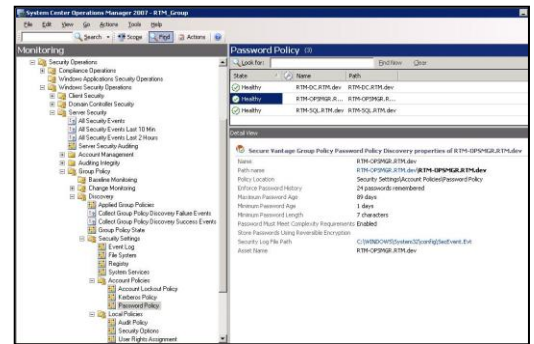 System Center Operations Manager 2007 - RTM_Group
File Edit View Go Actions Tools Help
Search Scope Find Actions
Monitoring
Security Operations
Compliance Operations
Windows Applications Security Operations
Windows Security Operations
Client Security
Domain Controller Security
Server Security
All Security Events
All Security Events Last 10 Min
All Security Events Last 2 Hours
Server Security Auditing
Account Management
Auditing Integrity
Group Policy
Baseline Monitoring
Change Monitoring
Discovery
Applied Group Policies
Collect Group Policy Discovery Failure Events
Collect Group Policy Discovery Success Events
Group Policy State
Security Settings
Event Log
File System
Registry
System Services
Account Policies
Account Lockout Policy
Kerberos Policy
Password Policy
Local Policies
Audit Policy
Security Options
User Rights Assignment
Password Policy (3)
Look for: Find Now Clear
State Name Path
Healthy RTM-DC.RTM.dev RTM-DC.RTM.dev
Healthy RTM-OPSMGR.R... RTM-OPSMGR.R...
Healthy RTM-SQL.RTM.dev RTM-SQL.RTM.dev
Detail View
Secure Vantage Group Policy Password Policy Discovery properties of RTM-OPSMGR.RTM.dev
Name RTM-OPSMGR.RTM.dev
Path name RTM-OPSMGR.RTM.dev\RTM-OPSMGR.RTM.dev
Policy Location Security Settings\Account Policies\Password Policy
Enforce Password History 24 passwords remembered
Maximum Password Age 89 days
Minimum Password Age 1 days
Minimum Password Length 7 characters
Password Must Meet Complexity Requirements Enabled
Store Passwords Using Reversible Encryption
Security Log File Path C:\WINDOWS\System32\config\SecEvent.Evt
Asset Name RTM-OPSMGR.RTM.dev